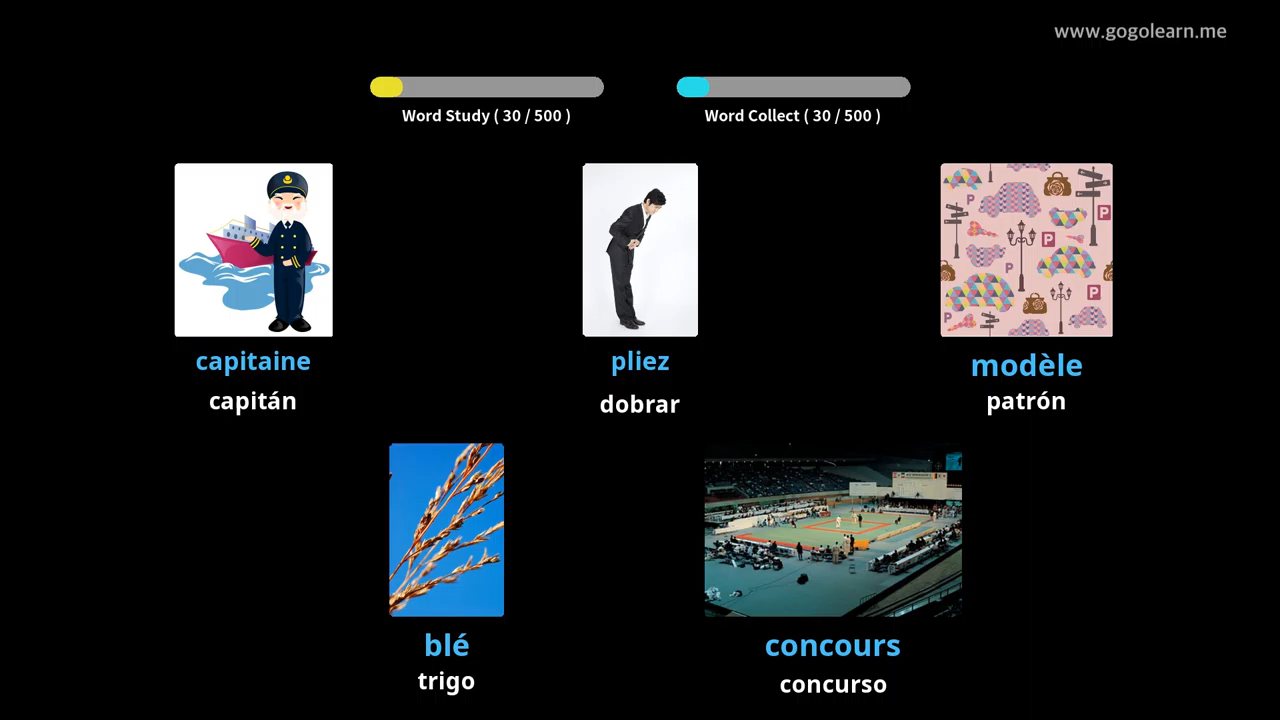 www.gogolearn.me
Word Study ( 30 / 500 )
Word Collect ( 30 / 500 )
P
P
P
P
P
P
capitaine
capitán
pliez
dobrar
modèle
patrón
blé
trigo
concours
concurso